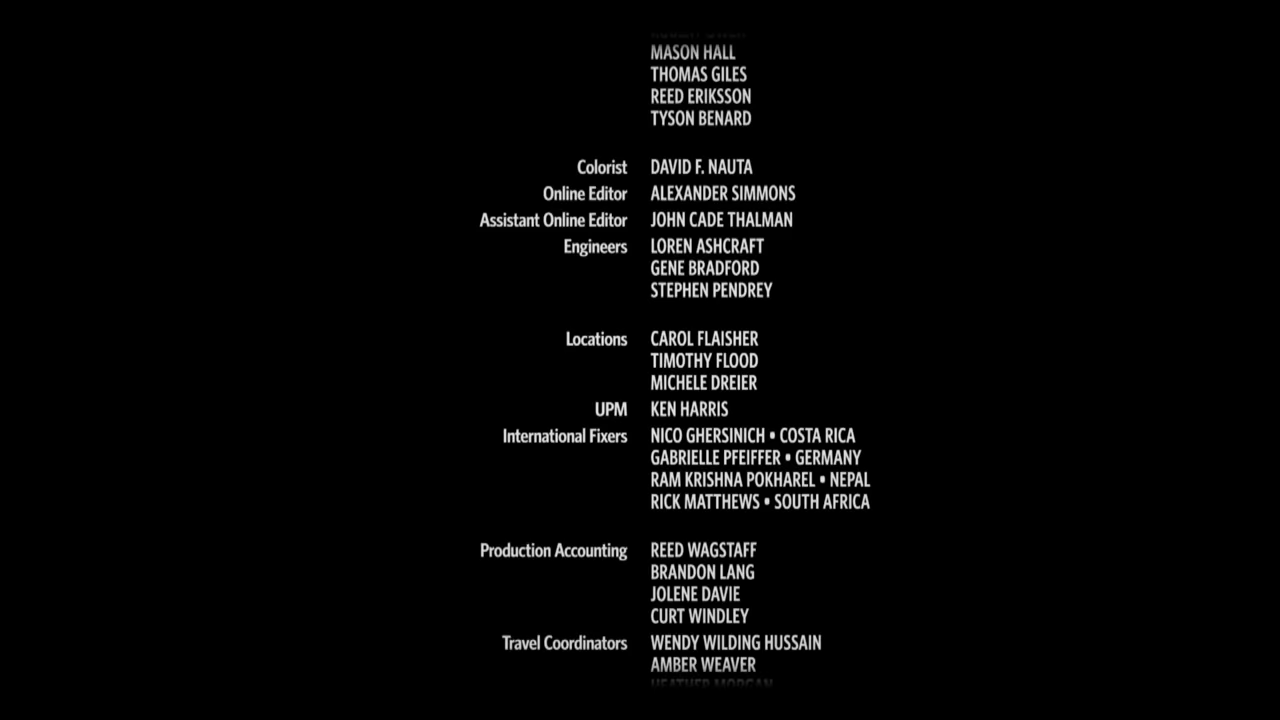 MASON HALL
THOMAS GILES
REED ERIKSSON
TYSON BENARD
Colorist DAVID F. NAUTA
Online Editor ALEXANDER SIMMONS
Assistant Online Editor JOHN CADE THALMAN
Engineers LOREN ASHCRAFT
GENE BRADFORD
STEPHEN PENDREY
Locations CAROL FLAISHER
TIMOTHY FLOOD
MICHELE DREIER
UPM KEN HARRIS
International Fixers NICO GHERSINICH • COSTA RICA
GABRIELLE PFEIFFER • GERMANY
RAM KRISHNA POKHAREL • NEPAL
RICK MATTHEWS • SOUTH AFRICA
Production Accounting REED WAGSTAFF
BRANDON LANG
JOLENE DAVIE
CURT WINDLEY
Travel Coordinators WENDY WILDING HUSSAIN
AMBER WEAVER
HEATHER MORGAN